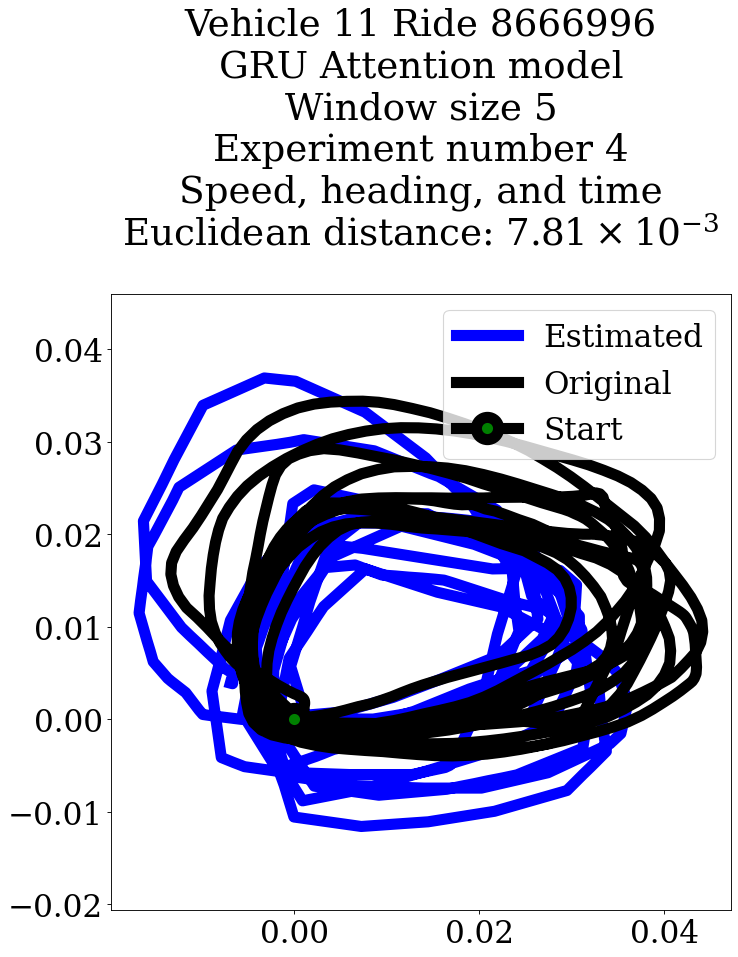 Vehicle 11 Ride 8666996
GRU Attention model
Window size 5
Experiment number 4
Speed, heading, and time
Euclidean distance: 7.81 × 10⁻³
Estimated
Original
Start
0.04
0.03
0.02
0.01
0.00
−0.01
−0.02
0.00 0.02 0.04